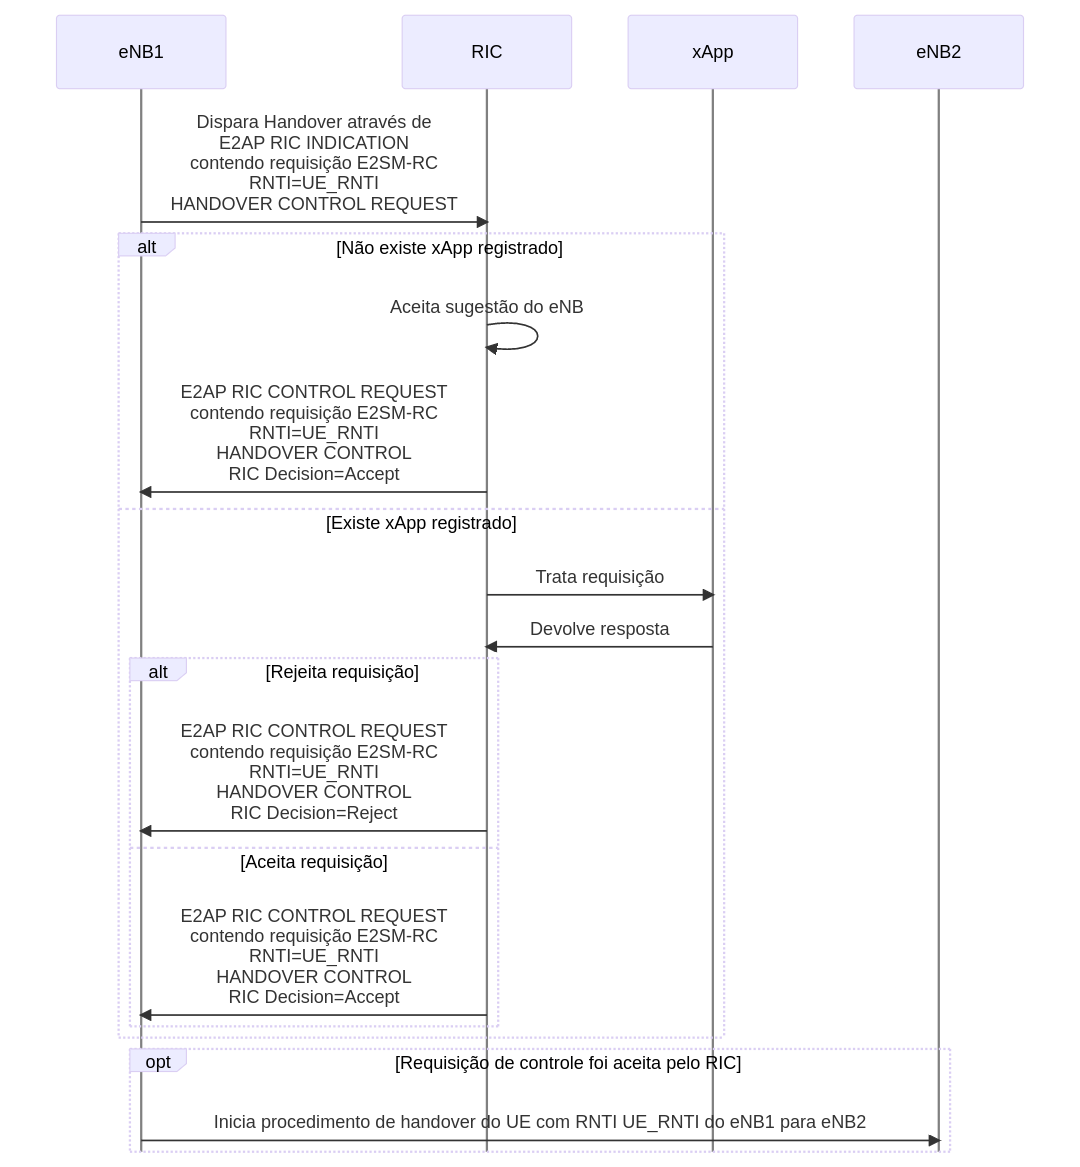 eNB1
RIC
xApp
eNB2
Dispara Handover através de
E2AP RIC INDICATION
contendo requisição E2SM-RC
RNTI=UE_RNTI
HANDOVER CONTROL REQUEST
alt
[Não existe xApp registrado]
Aceita sugestão do eNB
E2AP RIC CONTROL REQUEST
contendo requisição E2SM-RC
RNTI=UE_RNTI
HANDOVER CONTROL
RIC Decision=Accept
[Existe xApp registrado]
Trata requisição
Devolve resposta
alt
[Rejeita requisição]
E2AP RIC CONTROL REQUEST
contendo requisição E2SM-RC
RNTI=UE_RNTI
HANDOVER CONTROL
RIC Decision=Reject
[Aceita requisição]
E2AP RIC CONTROL REQUEST
contendo requisição E2SM-RC
RNTI=UE_RNTI
HANDOVER CONTROL
RIC Decision=Accept
opt
[Requisição de controle foi aceita pelo RIC]
Inicia procedimento de handover do UE com RNTI UE_RNTI do eNB1 para eNB2